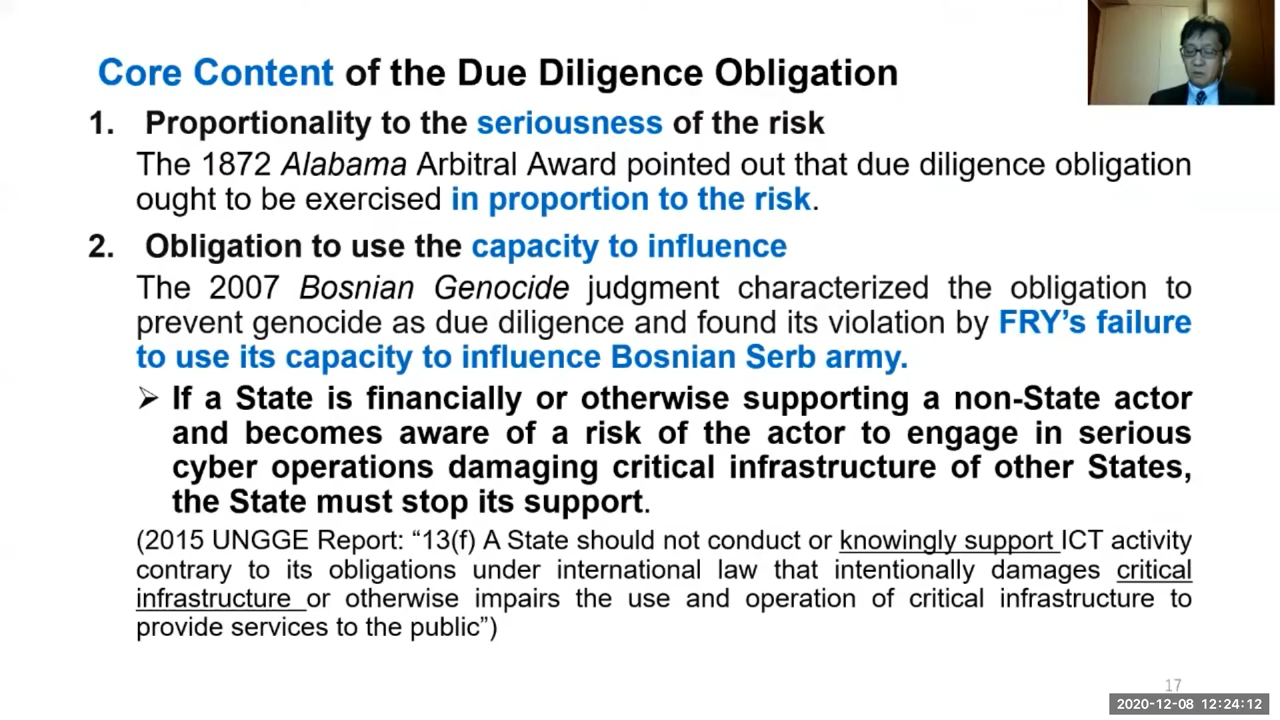 Core Content of the Due Diligence Obligation
1. Proportionality to the seriousness of the risk
The 1872 Alabama Arbitral Award pointed out that due diligence obligation
ought to be exercised in proportion to the risk.
2. Obligation to use the capacity to influence
The 2007 Bosnian Genocide judgment characterized the obligation to
prevent genocide as due diligence and found its violation by FRY’s failure
to use its capacity to influence Bosnian Serb army.
➢ If a State is financially or otherwise supporting a non-State actor
and becomes aware of a risk of the actor to engage in serious
cyber operations damaging critical infrastructure of other States,
the State must stop its support.
(2015 UNGGE Report: “13(f) A State should not conduct or knowingly support ICT activity
contrary to its obligations under international law that intentionally damages critical
infrastructure or otherwise impairs the use and operation of critical infrastructure to
provide services to the public”)
17
2020-12-08 12:24:12